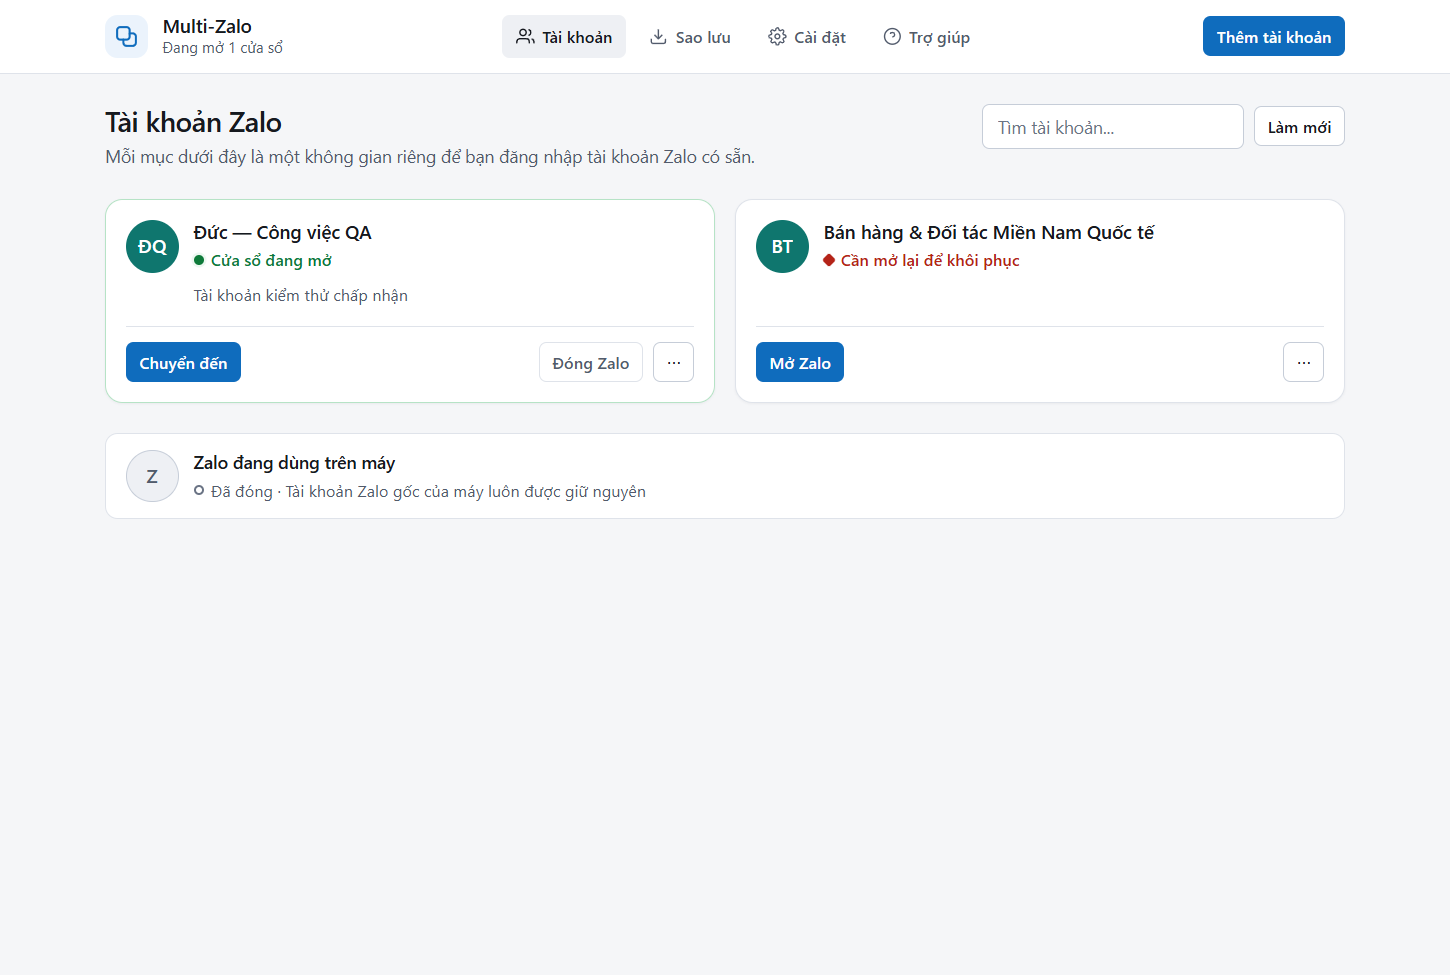 Multi-Zalo
Đang mở 1 cửa sổ
Tài khoản
Sao lưu
Cài đặt
Trợ giúp
Thêm tài khoản
Tài khoản Zalo
Mỗi mục dưới đây là một không gian riêng để bạn đăng nhập tài khoản Zalo có sẵn.
Tìm tài khoản...
Làm mới
ĐQ
Đức — Công việc QA
Cửa sổ đang mở
Tài khoản kiểm thử chấp nhận
Chuyển đến
Đóng Zalo
...
BT
Bán hàng & Đối tác Miền Nam Quốc tế
Cần mở lại để khôi phục
Mở Zalo
...
Z
Zalo đang dùng trên máy
Đã đóng · Tài khoản Zalo gốc của máy luôn được giữ nguyên